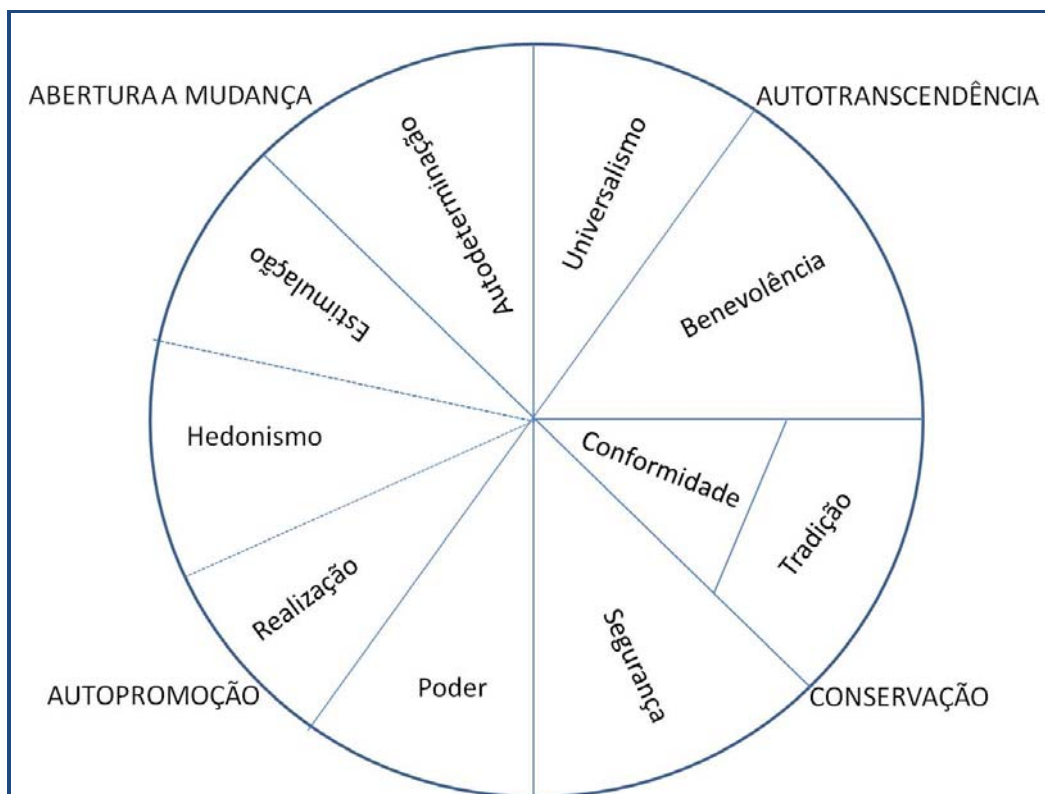 ABERTURA A MUDANÇA
AUTOTRANSCENDÊNCIA
Autodeterminação
Universalismo
Estimulação
Benevolência
Hedonismo
Conformidade
Tradição
Realização
Segurança
Poder
AUTOPROMOÇÃO
CONSERVAÇÃO